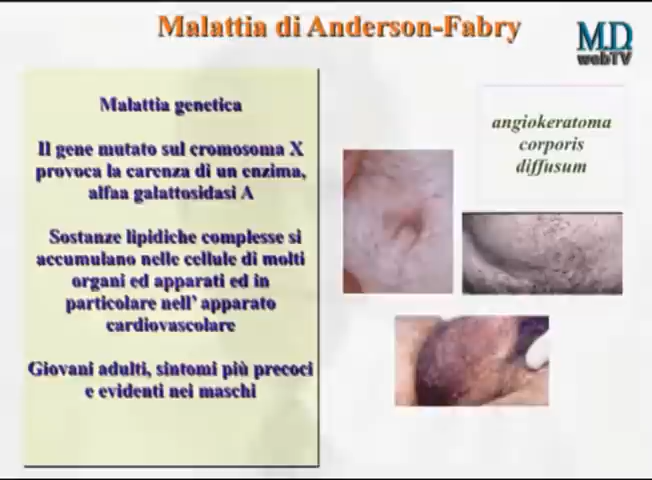 Malattia di Anderson-Fabry
MD
webTV
Malattia genetica
Il gene mutato sul cromosoma X
provoca la carenza di un enzima,
alfaa galattosidasi A
Sostanze lipidiche complesse si
accumulano nelle cellule di molti
organi ed apparati ed in
particolare nell' apparato
cardiovascolare
Giovani adulti, sintomi più precoci
e evidenti nei maschi
angiokeratoma
corporis
diffusum